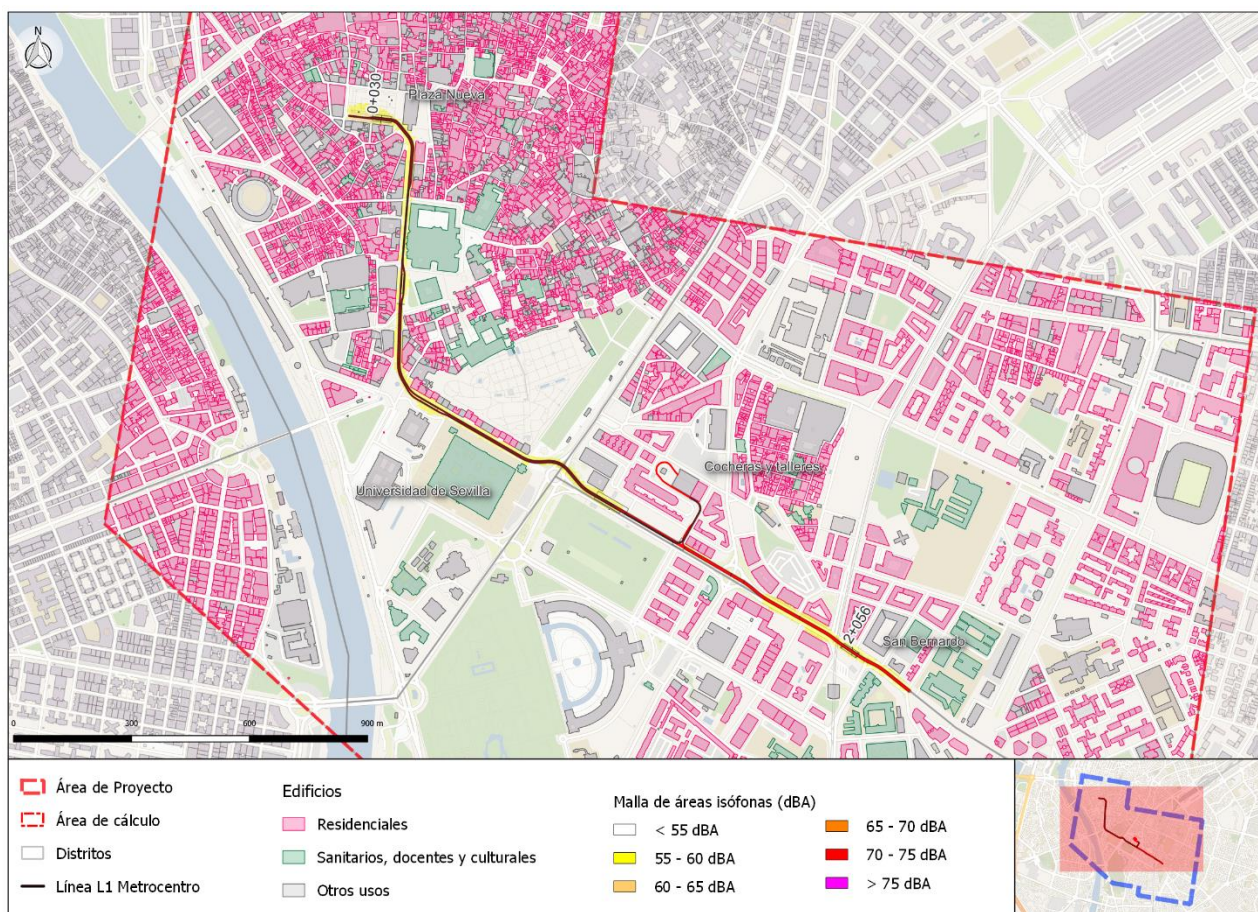 N
0+030
Plaza Nueva
Cocheras y talleres
Universidad de Sevilla
2+056
San Bernardo
0 300 600 900 m
Área de Proyecto
Área de cálculo
Distritos
Línea L1 Metrocentro
Edificios
Residenciales
Sanitarios, docentes y culturales
Otros usos
Malla de áreas isófonas (dBA)
< 55 dBA
55 - 60 dBA
60 - 65 dBA
65 - 70 dBA
70 - 75 dBA
> 75 dBA